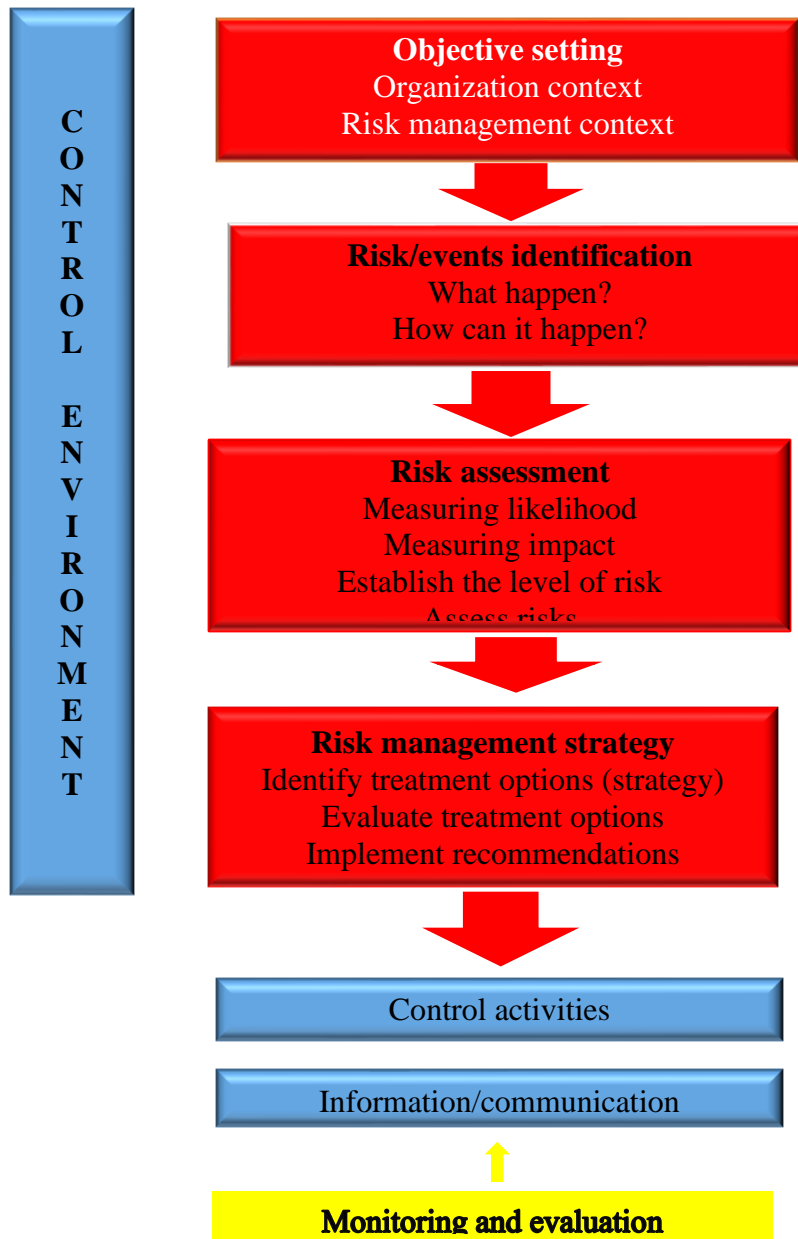 CONTROL ENVIRONMENT
Objective setting
Organization context
Risk management context
Risk/events identification
What happen?
How can it happen?
Risk assessment
Measuring likelihood
Measuring impact
Establish the level of risk
Assess risks
Risk management strategy
Identify treatment options (strategy)
Evaluate treatment options
Implement recommendations
Control activities
Information/communication
Monitoring and evaluation